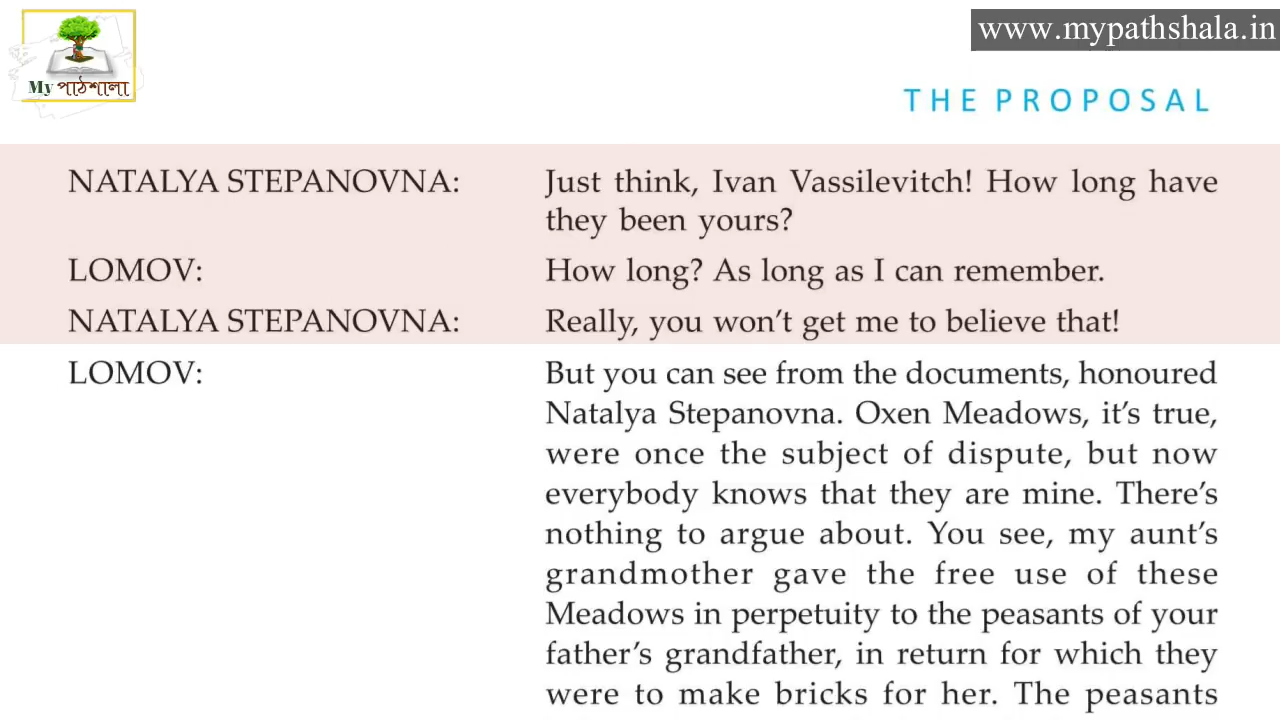 www.mypathshala.in
My পাঠশালা
THE PROPOSAL
NATALYA STEPANOVNA: Just think, Ivan Vassilevitch! How long have
they been yours?
LOMOV: How long? As long as I can remember.
NATALYA STEPANOVNA: Really, you won't get me to believe that!
LOMOV: But you can see from the documents, honoured
Natalya Stepanovna. Oxen Meadows, it's true,
were once the subject of dispute, but now
everybody knows that they are mine. There's
nothing to argue about. You see, my aunt's
grandmother gave the free use of these
Meadows in perpetuity to the peasants of your
father's grandfather, in return for which they
were to make bricks for her. The peasants